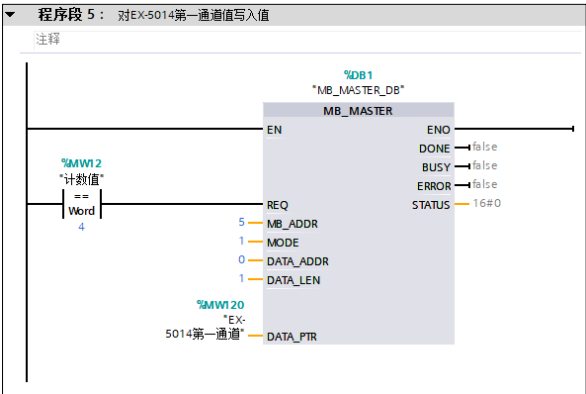 程序段 5： 对EX-5014第一通道值写入值
注释
%DB1
"MB_MASTER_DB"
MB_MASTER
EN ENO
DONE false
BUSY false
ERROR false
%MW12
"计数值"
==
Word
4
REQ STATUS 16#0
5 MB_ADDR
1 MODE
0 DATA_ADDR
1 DATA_LEN
%MW120
"EX-
5014第一通道" DATA_PTR